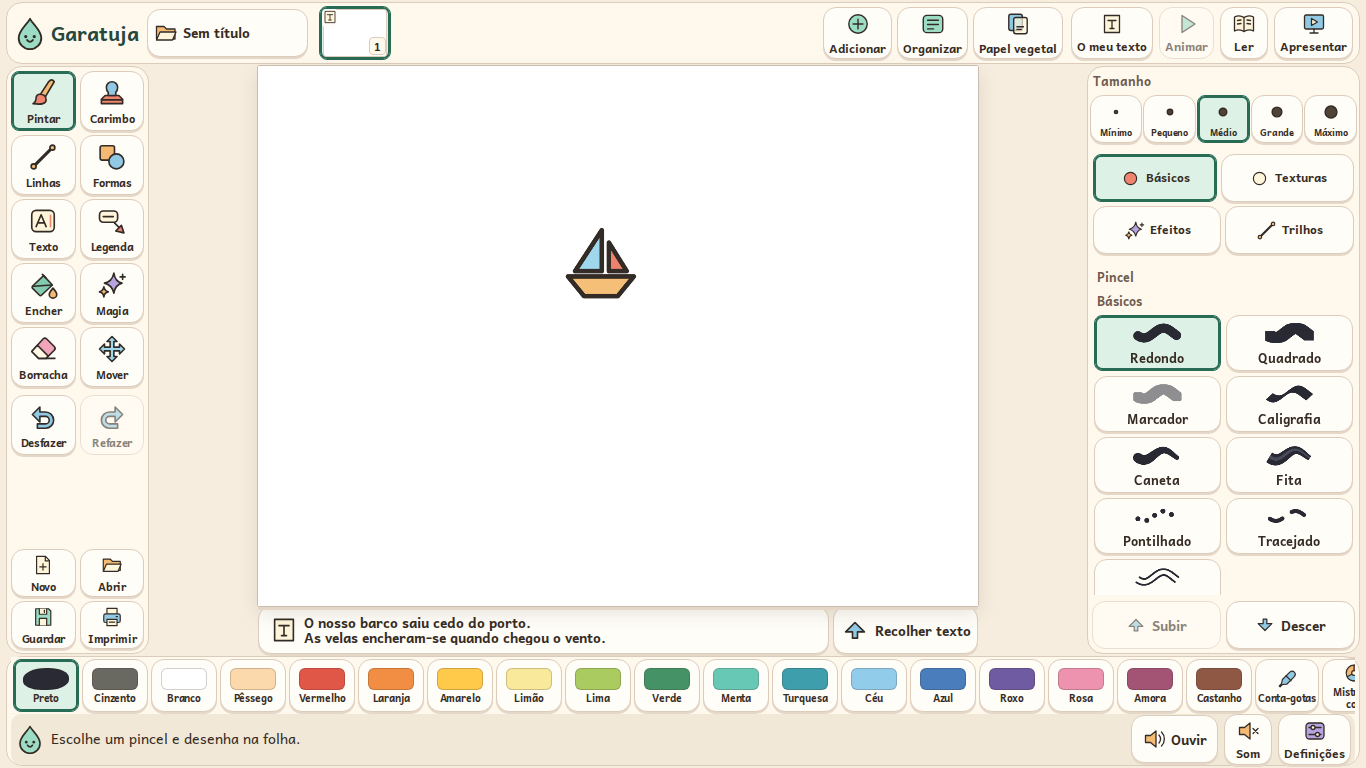 Garatuja
Sem título
1
Adicionar
Organizar
Papel vegetal
O meu texto
Animar
Ler
Apresentar
Pintar
Carimbo
Linhas
Formas
Texto
Legenda
Encher
Magia
Borracha
Mover
Desfazer
Refazer
Novo
Abrir
Guardar
Imprimir
Tamanho
Mínimo
Pequeno
Médio
Grande
Máximo
Básicos
Texturas
Efeitos
Trilhos
Pincel
Básicos
Redondo
Quadrado
Marcador
Caligrafia
Caneta
Fita
Pontilhado
Tracejado
Subir
Descer
O nosso barco saiu cedo do porto.
As velas encheram-se quando chegou o vento.
Recolher texto
Preto
Cinzento
Branco
Pêssego
Vermelho
Laranja
Amarelo
Limão
Lima
Verde
Menta
Turquesa
Céu
Azul
Roxo
Rosa
Amora
Castanho
Conta-gotas
Escolhe um pincel e desenha na folha.
Ouvir
Som
Definições